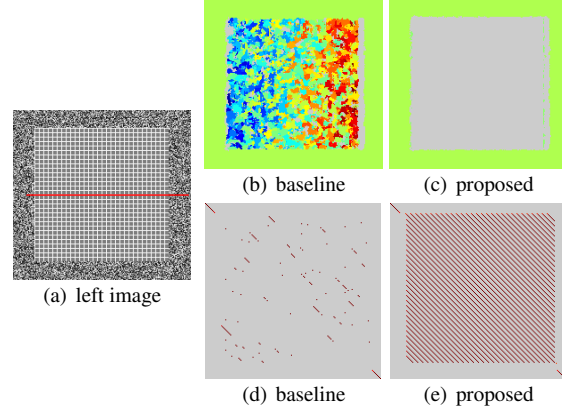 (b) baseline
(c) proposed
(a) left image
(d) baseline
(e) proposed